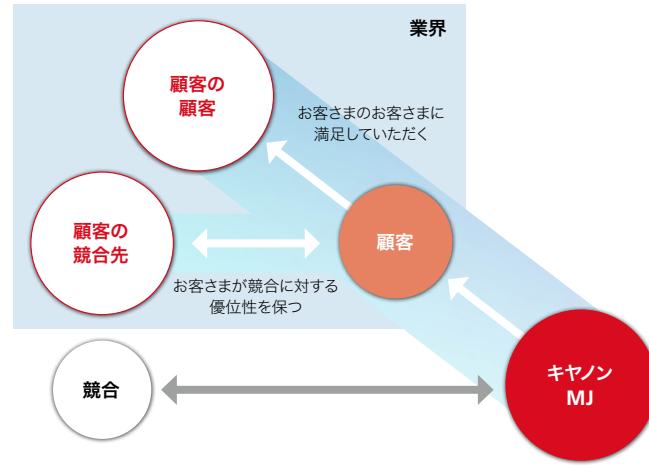 業界
顧客の
顧客
お客さまのお客さまに
満足していただく
顧客の
競合先
顧客
お客さまが競合に対する
優位性を保つ
競合
キヤノン
MJ